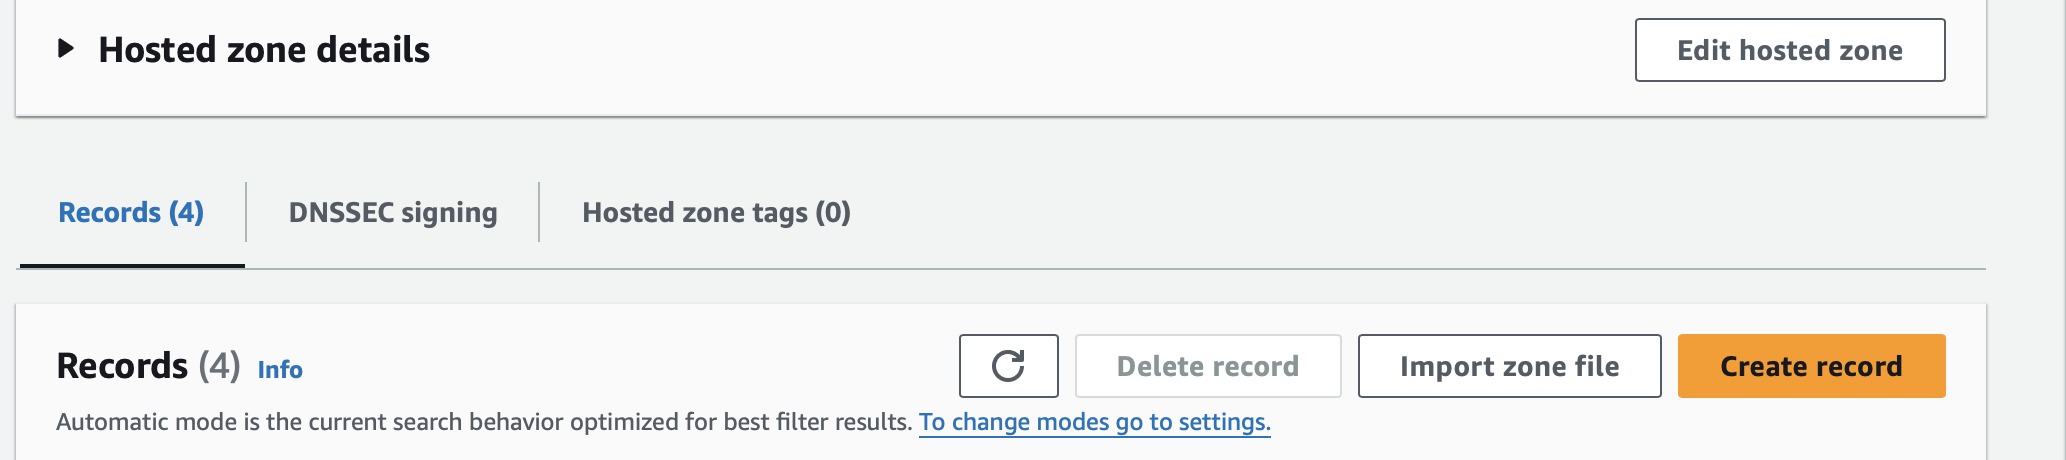 Hosted zone details
Edit hosted zone
Records (4)
DNSSEC signing
Hosted zone tags (0)
Records (4) Info
Delete record
Import zone file
Create record
Automatic mode is the current search behavior optimized for best filter results. To change modes go to settings.